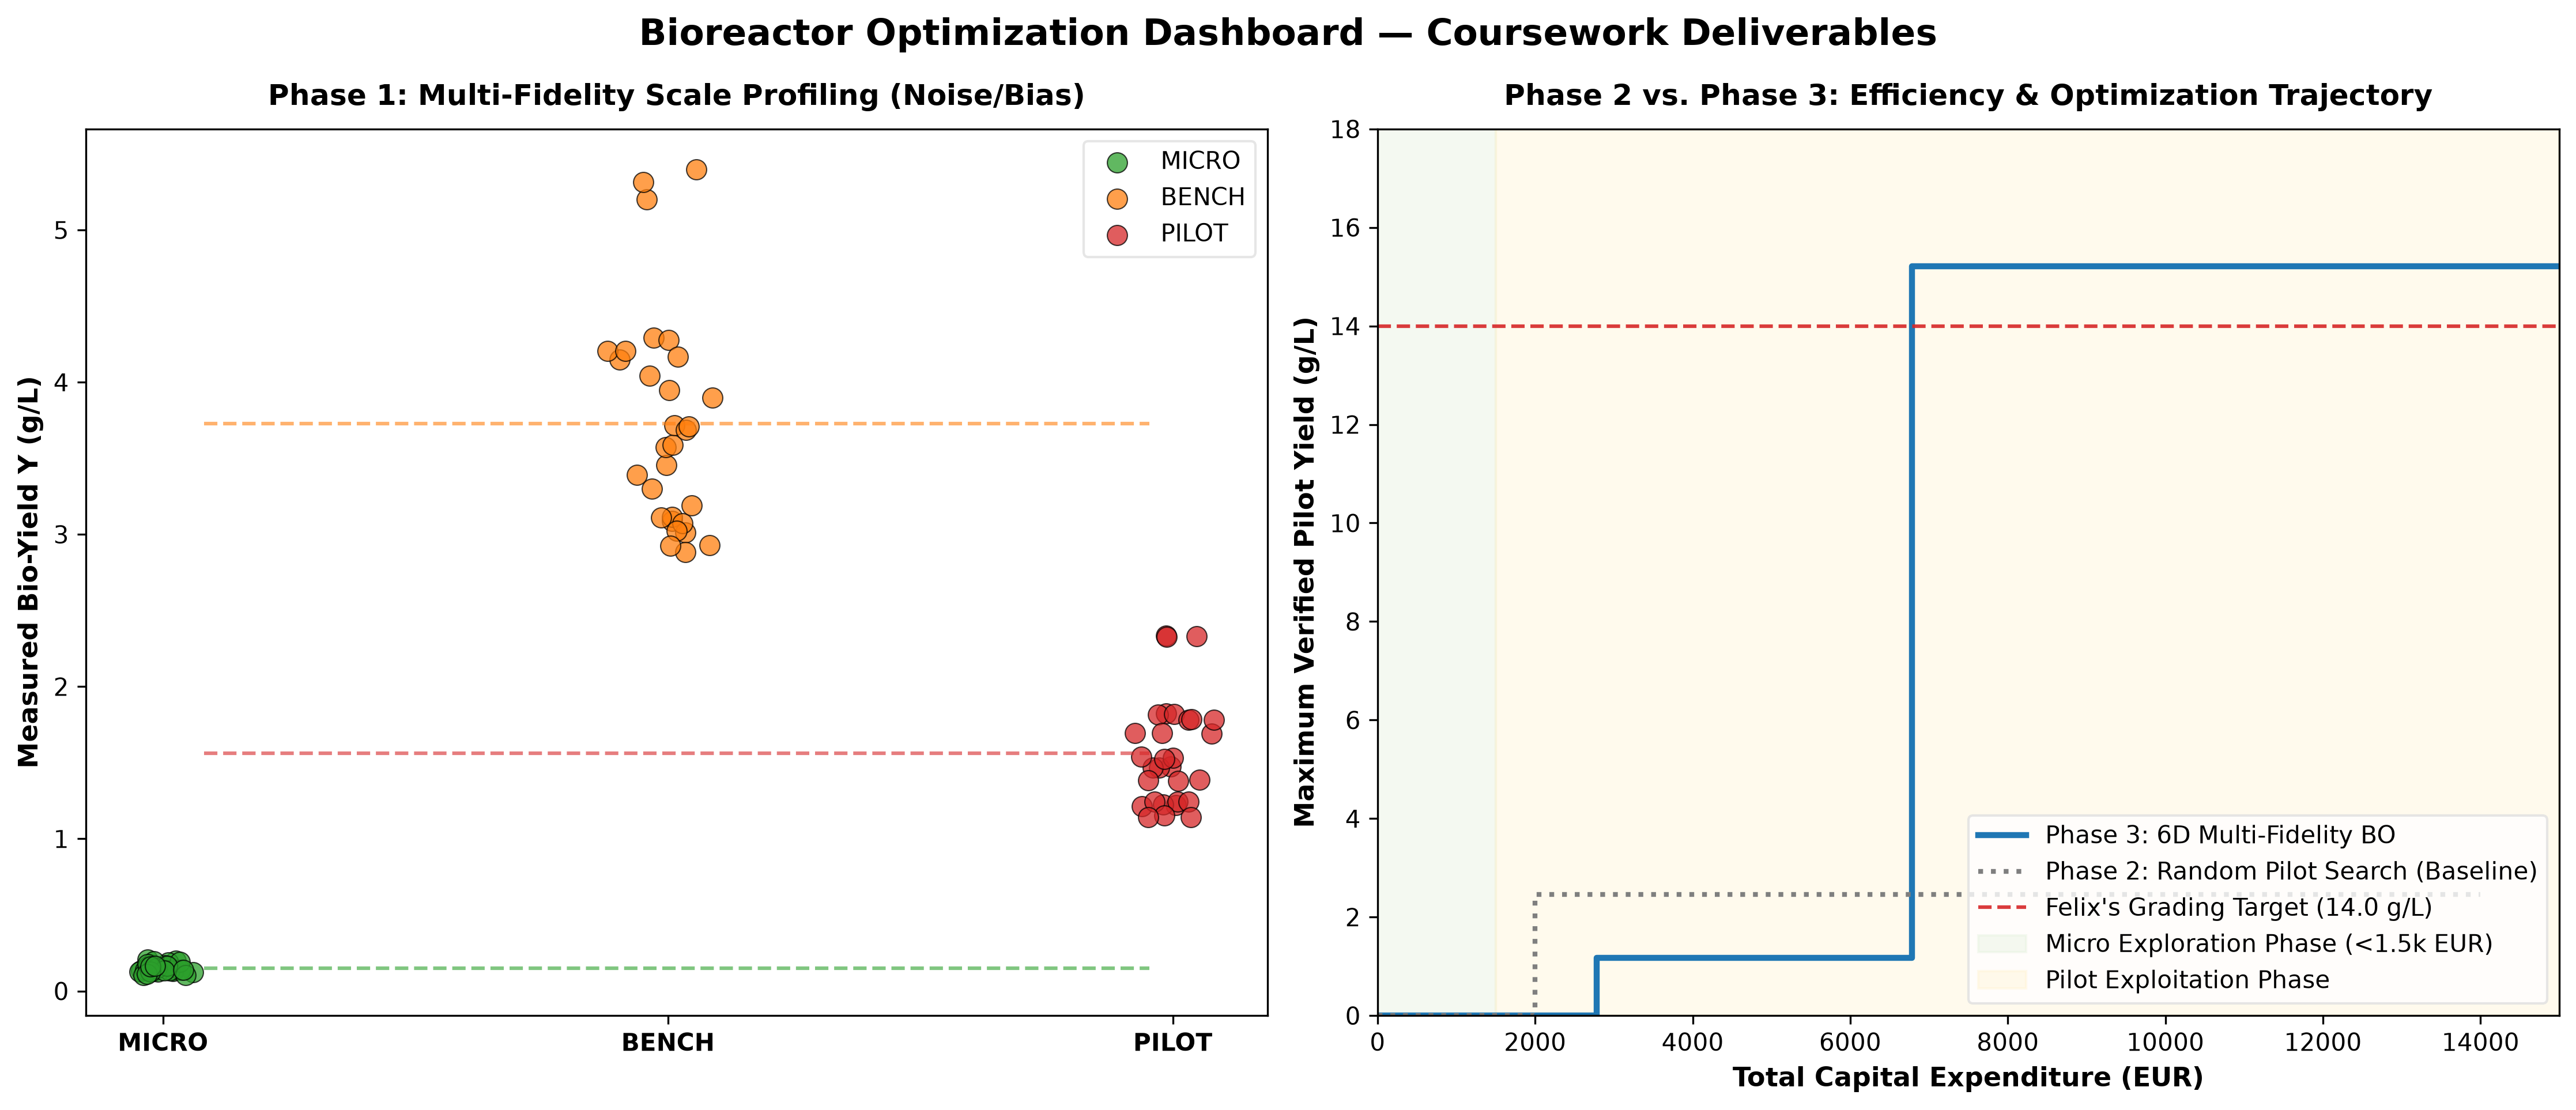 Bioreactor Optimization Dashboard — Coursework Deliverables
Phase 1: Multi-Fidelity Scale Profiling (Noise/Bias)
Measured Bio-Yield Y (g/L)
5
4
3
2
1
0
MICRO
BENCH
PILOT
MICRO
BENCH
PILOT
Phase 2 vs. Phase 3: Efficiency & Optimization Trajectory
Maximum Verified Pilot Yield (g/L)
18
16
14
12
10
8
6
4
2
0
Phase 3: 6D Multi-Fidelity BO
Phase 2: Random Pilot Search (Baseline)
Felix's Grading Target (14.0 g/L)
Micro Exploration Phase (<1.5k EUR)
Pilot Exploitation Phase
0 2000 4000 6000 8000 10000 12000 14000
Total Capital Expenditure (EUR)